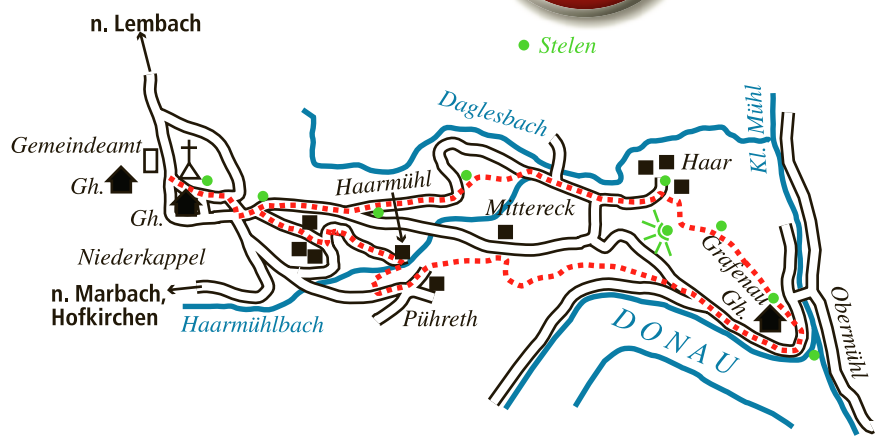 n. Lembach
Stelen
Daglesbach
Kl. Mühl
Gemeindeamt
Gh.
Haarmühl
Haar
Gh.
Mittereck
Niederkappel
Grafenau
n. Marbach,
Hofkirchen
Haarmühlbach
Pühreth
Gh.
DONAU
Obermühl